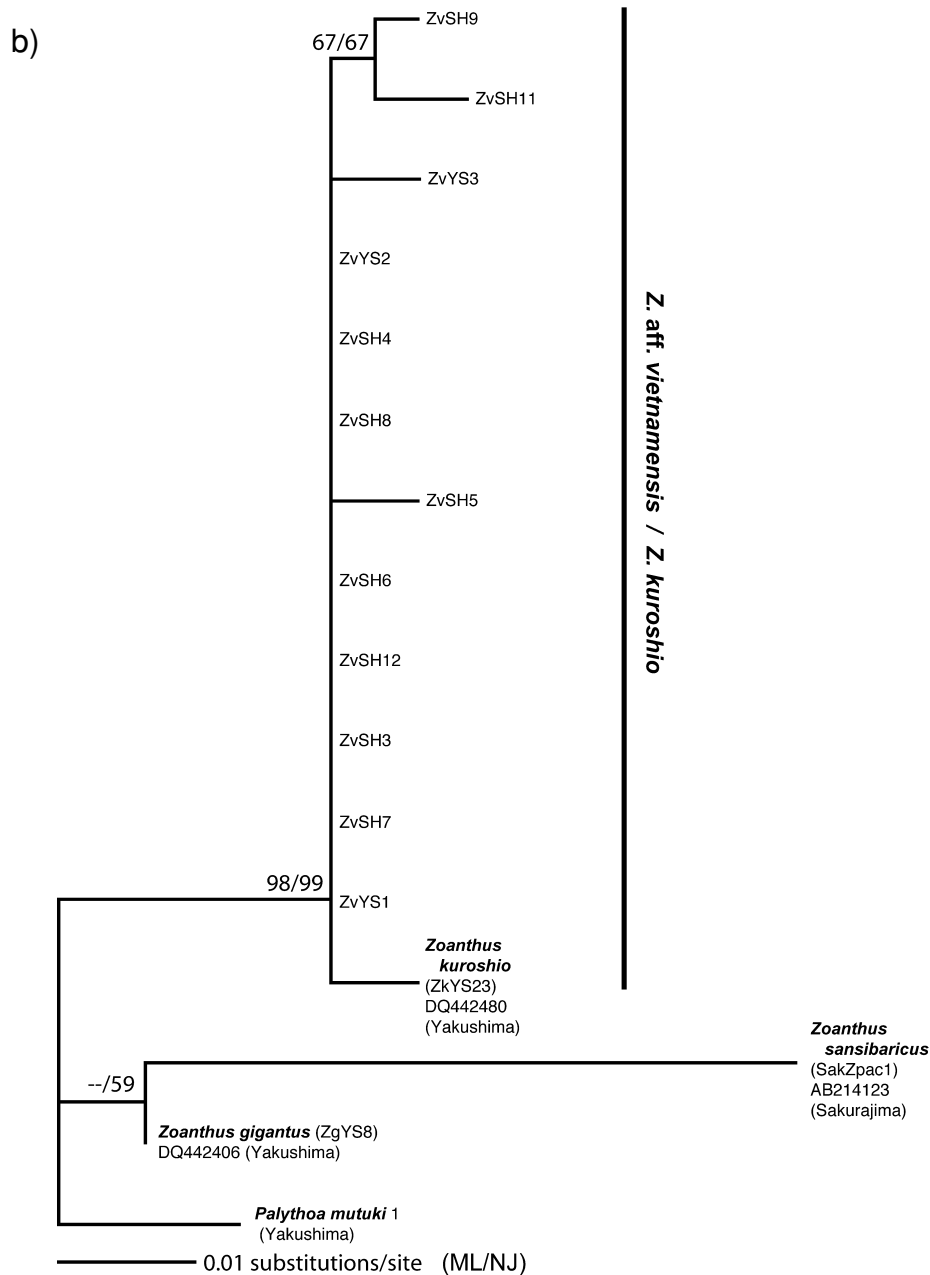 b)
67/67
ZvSH9
ZvSH11
ZvYS3
ZvYS2
ZvSH4
ZvSH8
ZvSH5
ZvSH6
ZvSH12
ZvSH3
ZvSH7
98/99
ZvYS1
Z. aff. vietnamensis / Z. kuroshio
Zoanthus
kuroshio
(ZkYS23)
DQ442480
(Yakushima)
Zoanthus
sansibaricus
(SakZpac1)
AB214123
(Sakurajima)
--/59
Zoanthus gigantus (ZgYS8)
DQ442406 (Yakushima)
Palythoa mutuki 1
(Yakushima)
0.01 substitutions/site (ML/NJ)